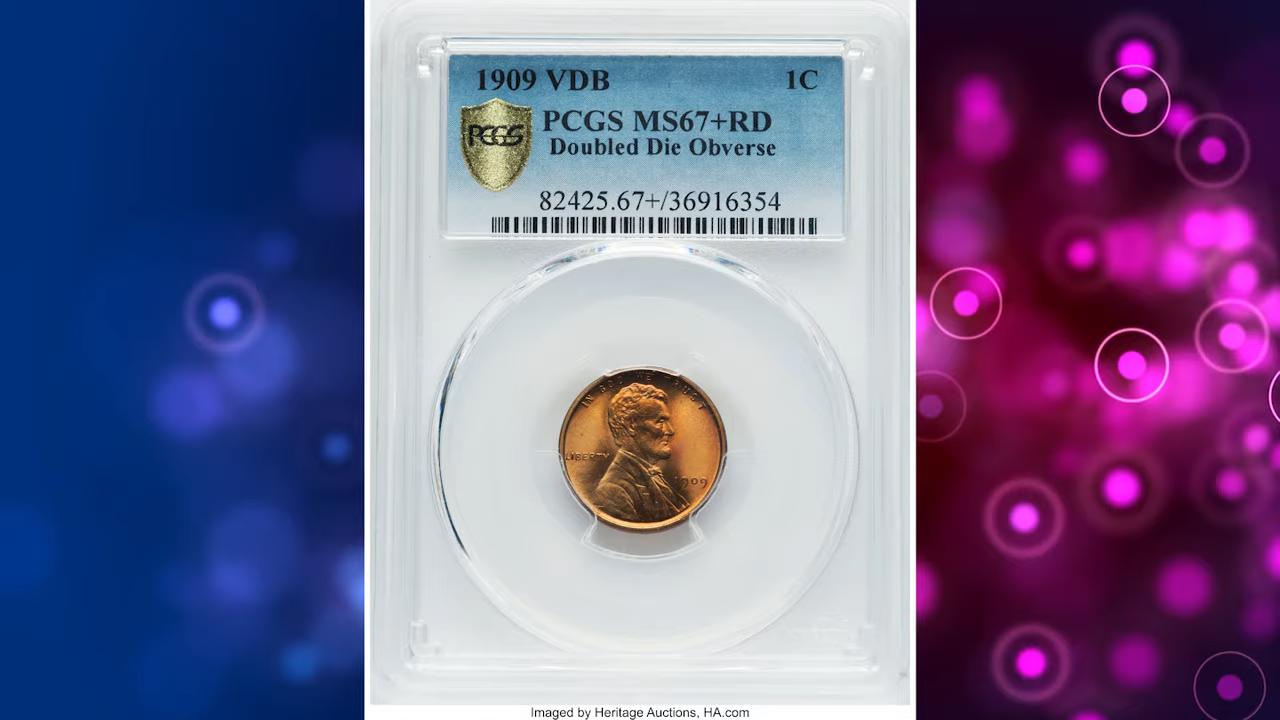 1909 VDB 1C
PCGS PCGS MS67+RD
Doubled Die Obverse
82425.67+/36916354
IN GOD WE TRUST
LIBERTY
1909
Imaged by Heritage Auctions, HA.com